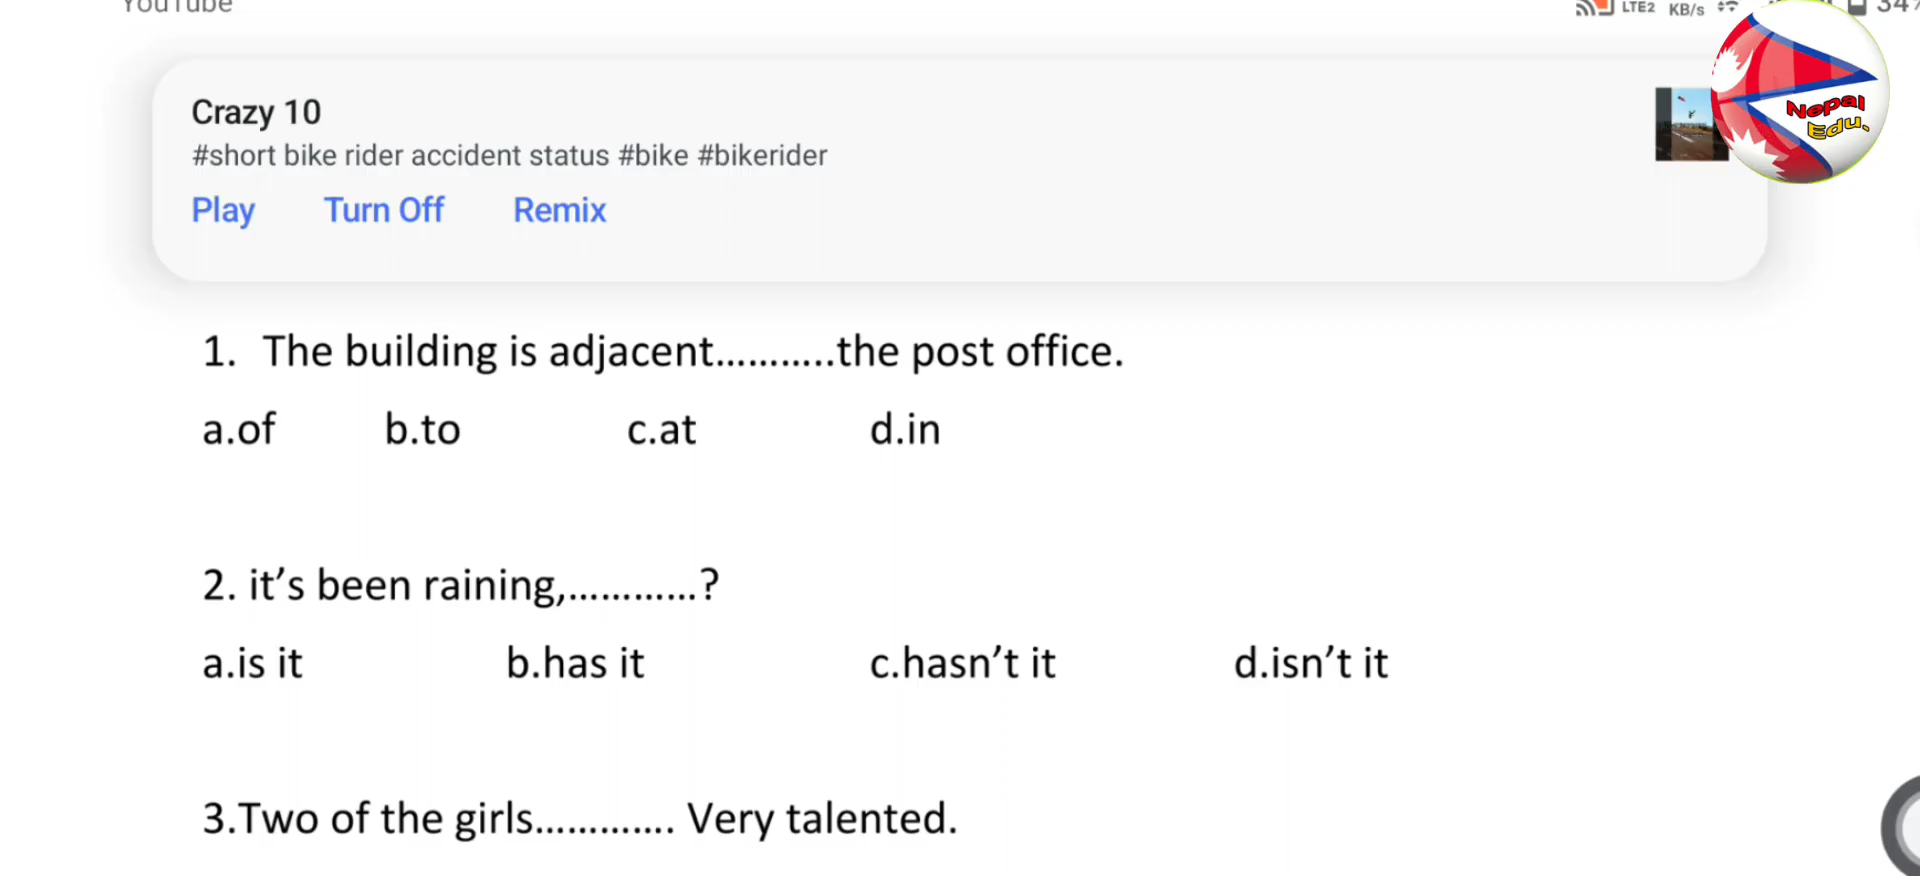 YouTube
LTE2 KB/s 34
Nepal
Edu.
Crazy 10
#short bike rider accident status #bike #bikerider
Play Turn Off Remix
1. The building is adjacent...........the post office.
a.of b.to c.at d.in
2. it’s been raining,............?
a.is it b.has it c.hasn’t it d.isn’t it
3.Two of the girls............. Very talented.